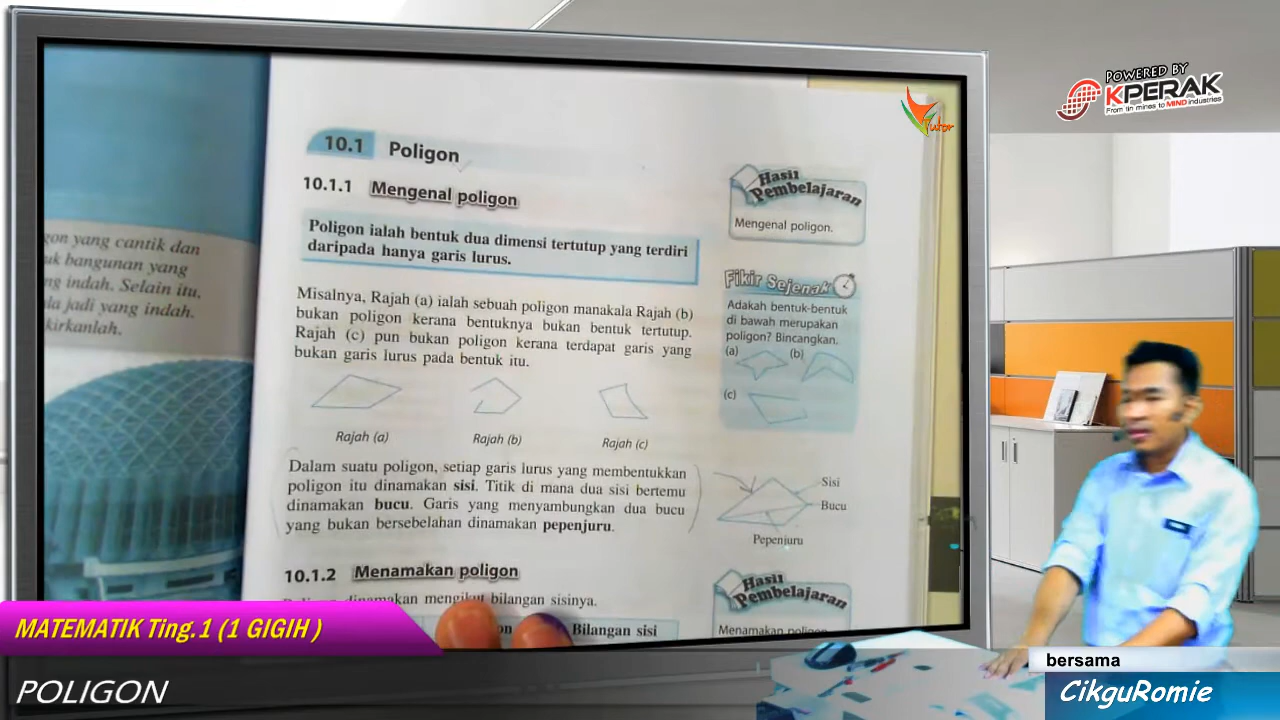 POWERED BY
KPERAK
From tin mines to MIND industries
Tutor
10.1 Poligon
10.1.1 Mengenal poligon
Poligon ialah bentuk dua dimensi tertutup yang terdiri
daripada hanya garis lurus.
Misalnya, Rajah (a) ialah sebuah poligon manakala Rajah (b)
bukan poligon kerana bentuknya bukan bentuk tertutup.
Rajah (c) pun bukan poligon kerana terdapat garis yang
bukan garis lurus pada bentuk itu.
Rajah (a)
Rajah (b)
Rajah (c)
Dalam suatu poligon, setiap garis lurus yang membentukkan
poligon itu dinamakan sisi. Titik di mana dua sisi bertemu
dinamakan bucu. Garis yang menyambungkan dua bucu
yang bukan bersebelahan dinamakan pepenjuru.
10.1.2 Menamakan poligon
dinamakan mengikut bilangan sisinya.
Bilangan sisi
Hasil
Pembelajaran
Mengenal poligon.
Fikir Sejenak
Adakah bentuk-bentuk
di bawah merupakan
poligon? Bincangkan.
(a)
(b)
(c)
Sisi
Bucu
Pepenjuru
Hasil
Pembelajaran
Menamakan poligon
yang cantik dan
bangunan yang
indah. Selain itu,
jadi yang indah.
MATEMATIK Ting.1 (1 GIGIH )
POLIGON
bersama
CikguRomie